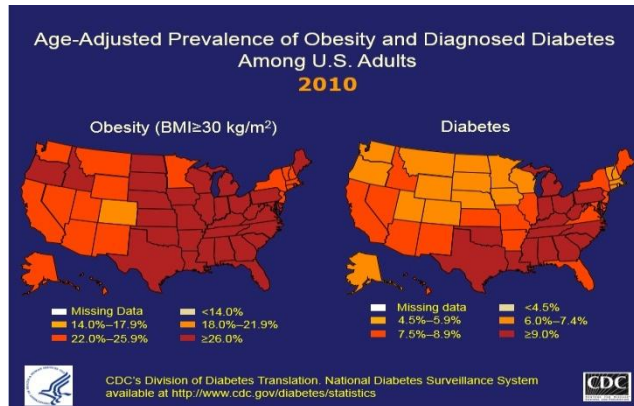 Age-Adjusted Prevalence of Obesity and Diagnosed Diabetes
Among U.S. Adults
2010
Obesity (BMI≥30 kg/m²)
Diabetes
Missing Data
<14.0%
14.0%–17.9%
18.0%–21.9%
22.0%–25.9%
≥26.0%
Missing data
<4.5%
4.5%–5.9%
6.0%–7.4%
7.5%–8.9%
≥9.0%
CDC's Division of Diabetes Translation. National Diabetes Surveillance System
available at http://www.cdc.gov/diabetes/statistics
CDC